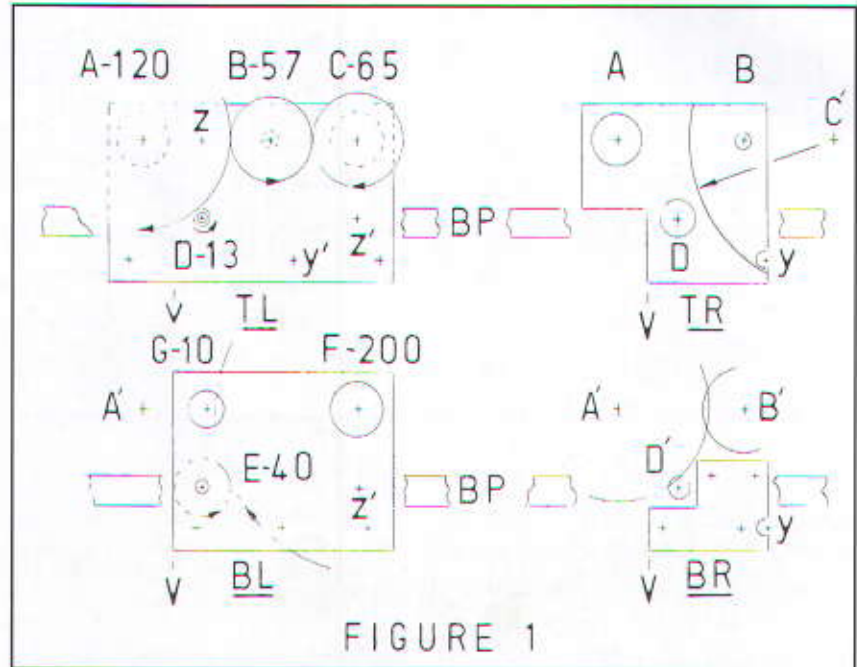 A-120 B-57 C-65
A B
z C′
BP
D-13 y′ z′ D y
V TL V TR
G-10 F-200
A′ A′ B′
E-40 D′
z′ BP y
V BL V BR
FIGURE 1